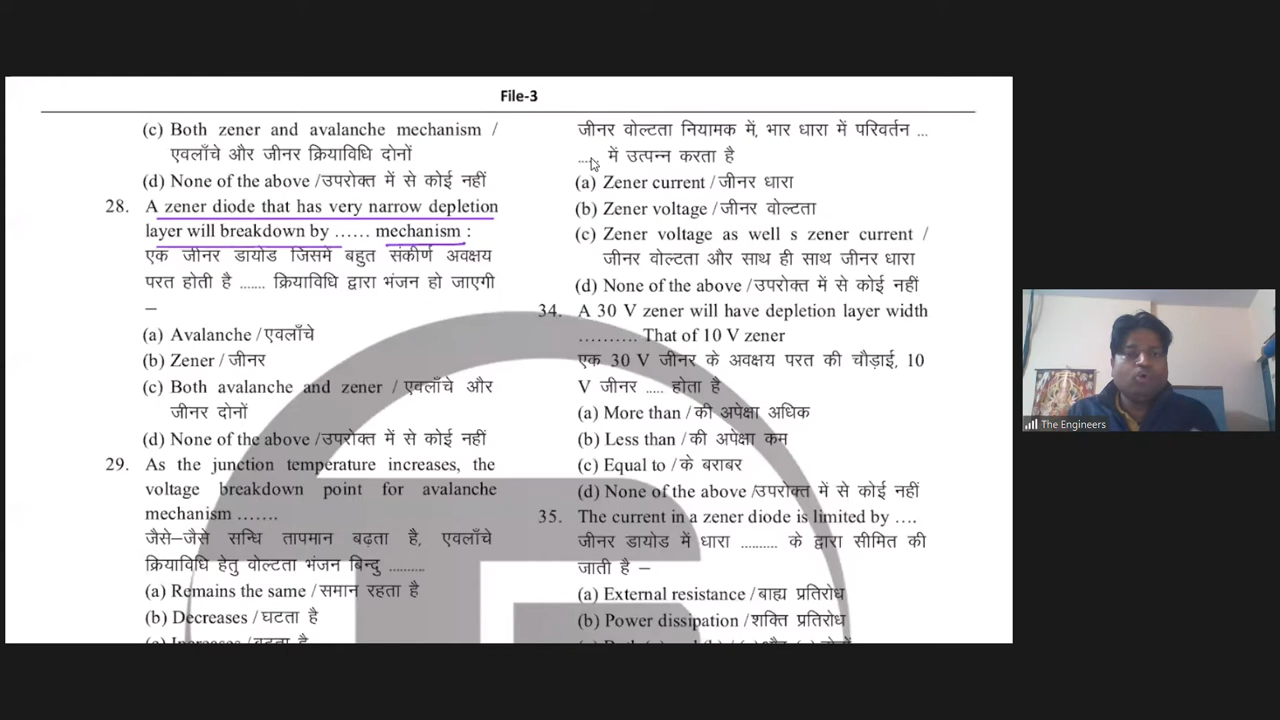 File-3
(c) Both zener and avalanche mechanism /
एवलाँचे और जीनर क्रियाविधि दोनों
(d) None of the above /उपरोक्त में से कोई नहीं
28. A zener diode that has very narrow depletion
layer will breakdown by ...... mechanism :
एक जीनर डायोड जिसमे बहुत संकीर्ण अवक्षय
परत होती है ....... क्रियाविधि द्वारा भंजन हो जाएगी
–
(a) Avalanche /एवलाँचे
(b) Zener /जीनर
(c) Both avalanche and zener / एवलाँचे और
जीनर दोनों
(d) None of the above /उपरोक्त में से कोई नहीं
29. As the junction temperature increases, the
voltage breakdown point for avalanche
mechanism .......
जैसे–जैसे सन्धि तापमान बढ़ता है, एवलाँचे
क्रियाविधि हेतु वोल्टता भंजन बिन्दु ..........
(a) Remains the same /समान रहता है
(b) Decreases /घटता है
(c) Increases /बढ़ता है
जीनर वोल्टता नियामक में, भार धारा में परिवर्तन ...
..... में उत्पन्न करता है
(a) Zener current / जीनर धारा
(b) Zener voltage /जीनर वोल्टता
(c) Zener voltage as well s zener current /
जीनर वोल्टता और साथ ही साथ जीनर धारा
(d) None of the above /उपरोक्त में से कोई नहीं
34. A 30 V zener will have depletion layer width
.......... That of 10 V zener
एक 30 V जीनर के अवक्षय परत की चौड़ाई, 10
V जीनर ..... होता है
(a) More than /की अपेक्षा अधिक
(b) Less than /की अपेक्षा कम
(c) Equal to /के बराबर
(d) None of the above /उपरोक्त में से कोई नहीं
35. The current in a zener diode is limited by ....
जीनर डायोड में धारा .......... के द्वारा सीमित की
जाती है –
(a) External resistance /बाह्य प्रतिरोध
(b) Power dissipation /शक्ति प्रतिरोध
The Engineers